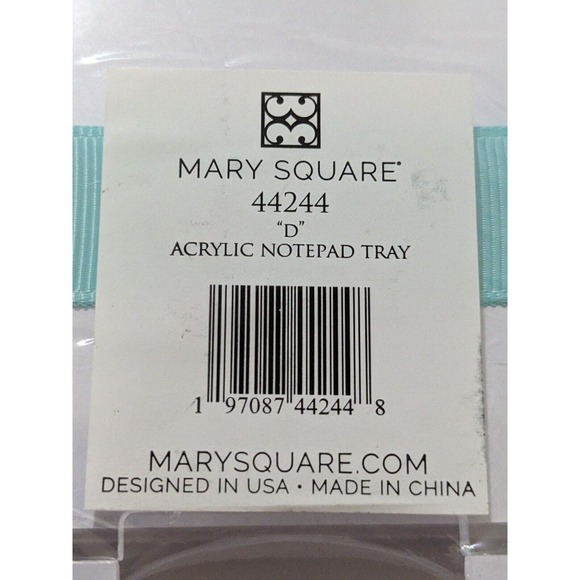 MARY SQUARE®
44244
“D”
ACRYLIC NOTEPAD TRAY
1 97087 44244 8
MARYSQUARE.COM
DESIGNED IN USA • MADE IN CHINA